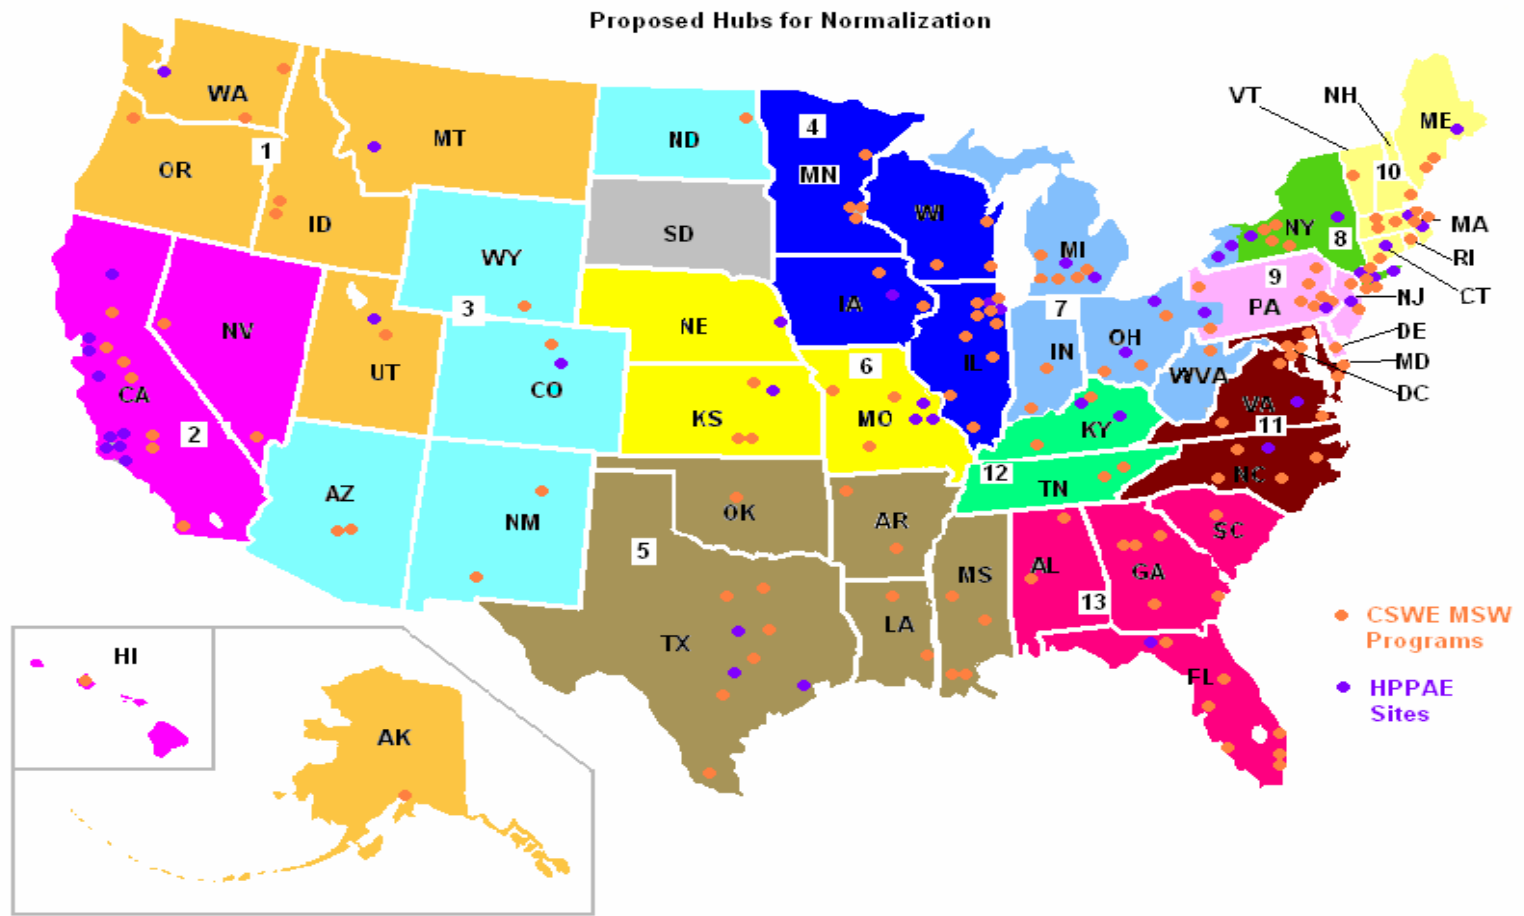 Proposed Hubs for Normalization
VT
NH
ME
WA
MT
ND
4
MN
1
OR
ID
SD
WI
MI
10
NY
8
MA
RI
WY
3
NE
IA
7
9
PA
NJ
CT
NV
UT
CO
KS
6
MO
IL
IN
OH
WVA
DE
MD
DC
CA
2
KY
VA
11
AZ
NM
OK
AR
12
TN
NC
5
TX
LA
MS
AL
GA
SC
13
FL
HI
AK
CSWE MSW
Programs
HPPAE
Sites